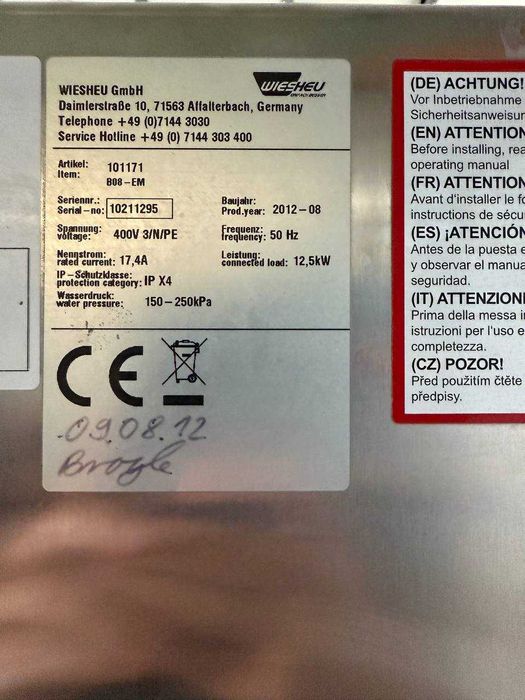 WIESHEU GmbH
WIESHEU
Daimlerstraße 10, 71563 Affalterbach, Germany
Telephone +49 (0)7144 3030
Service Hotline +49 (0) 7144 303 400
Artikel: 101171
Item:
B08-EM
Seriennr.: Baujahr:
Serial-no: 10211295 Prod.year: 2012-08
Spannung: 400V 3/N/PE Frequenz:
voltage: frequency: 50 Hz
Nennstrom: Leistung:
rated current: 17,4A connected load: 12,5kW
IP-Schutzklasse:
protection category: IP X4
Wasserdruck:
water pressure: 150-250kPa
CE
09.08.12
(DE) ACHTUNG!
Vor Inbetriebnahme
Sicherheitsanweisun
(EN) ATTENTION
Before installing, rea
operating manual
(FR) ATTENTION
Avant d'installer le fo
instructions de sécu
(ES) ¡ATENCIÓN
Antes de la puesta e
y observar el manua
seguridad.
(IT) ATTENZIONE
Prima della messa in
istruzioni per l'uso e
completezza.
(CZ) POZOR!
Před použitím čtěte
předpisy.